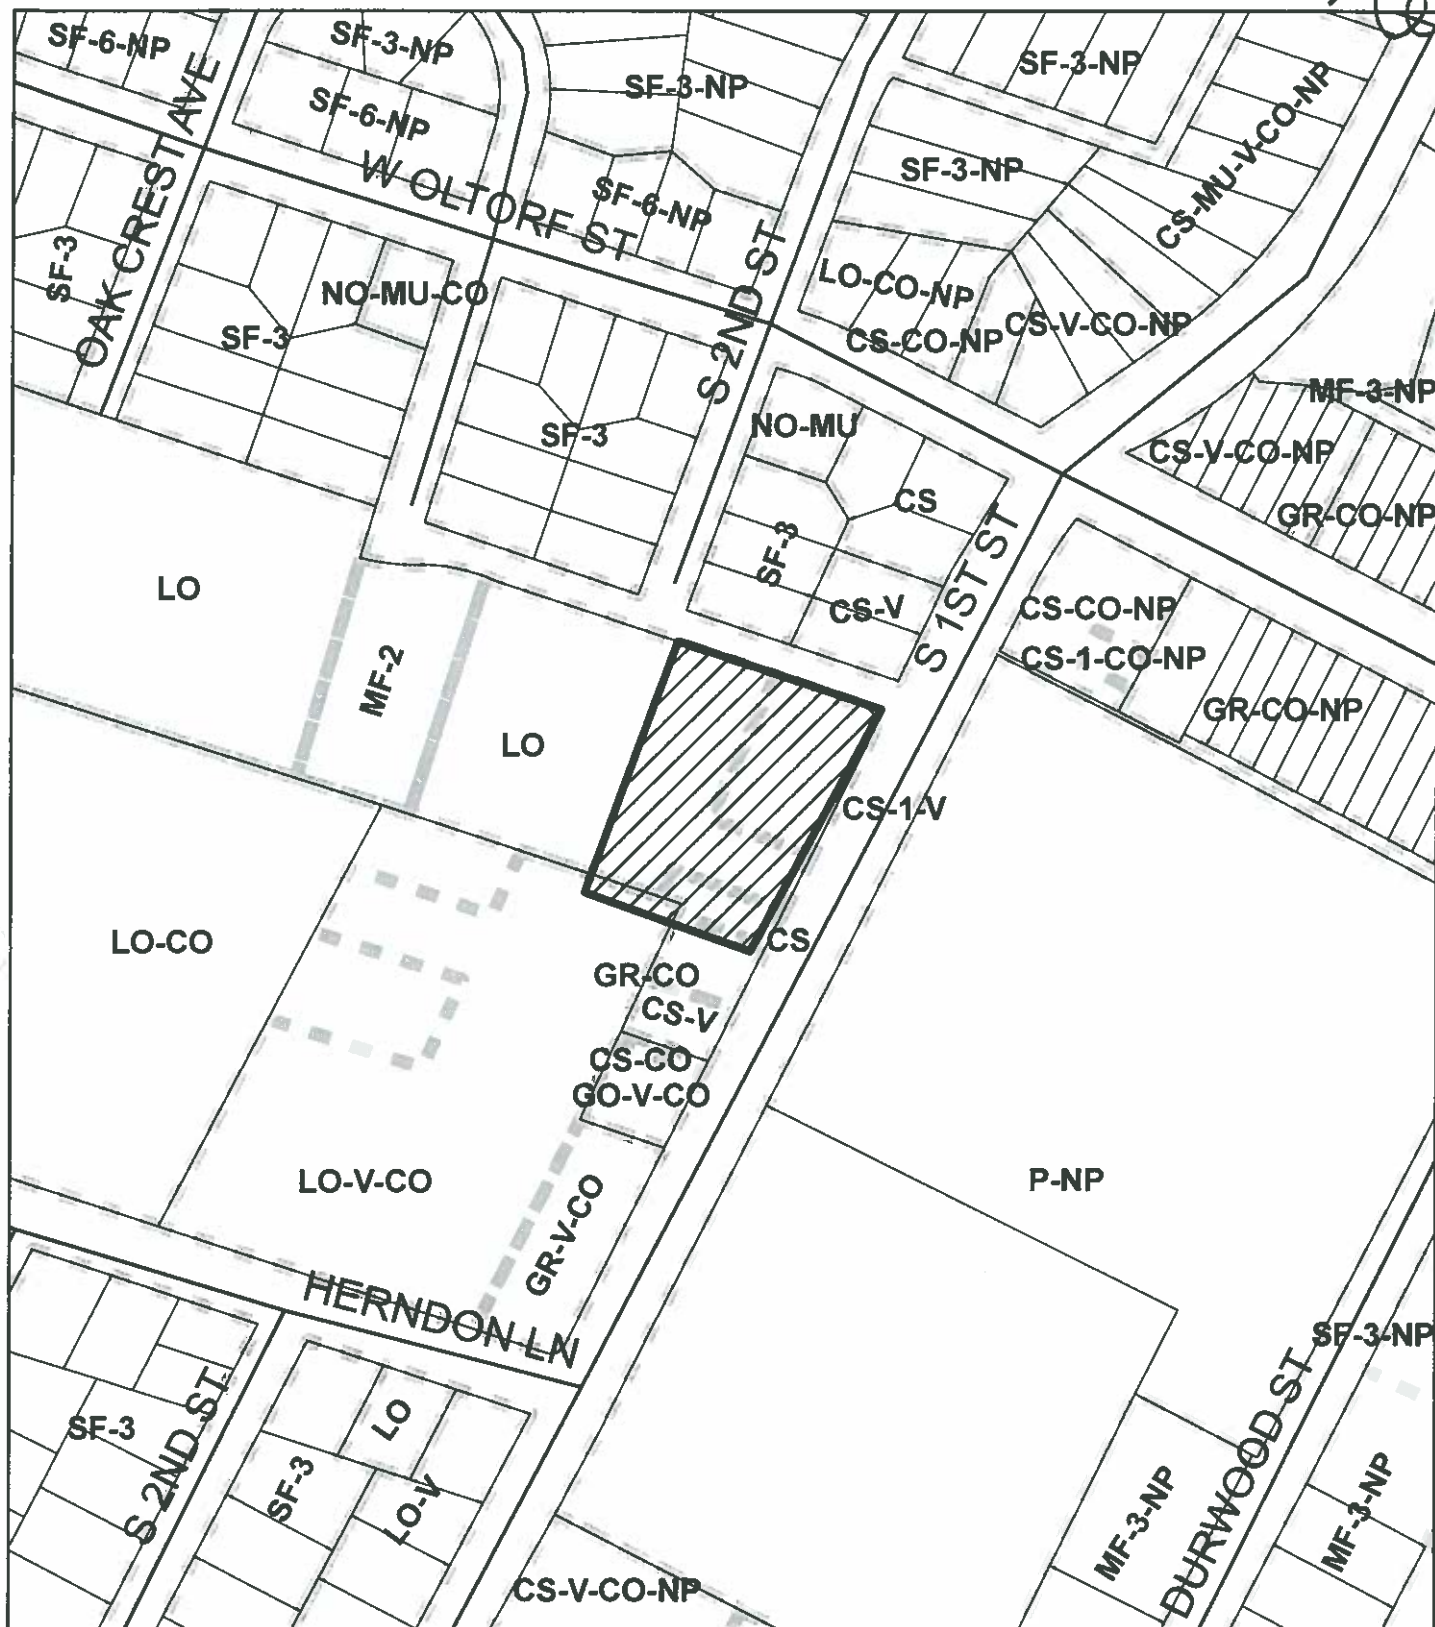 SF-6-NP
SF-3-NP
SF-3-NP
SF-3-NP
SF-6-NP
CS-MU-V-CO-NP
OAK CREST AVE
W OLTORF ST
SF-6-NP
SF-3-NP
SF-3
NO-MU-CO
SF-3
S 2ND ST
LO-CO-NP
CS-CO-NP
CS-V-CO-NP
MF-3-NP
SF-3
NO-MU
CS-V-CO-NP
CS
GR-CO-NP
SF-3
S 1ST ST
LO
CS-V
CS-CO-NP
CS-1-CO-NP
MF-2
GR-CO-NP
LO
CS-1-V
LO-CO
CS
GR-CO
CS-V
CS-CO
GO-V-CO
LO-V-CO
P-NP
GR-V-CO
HERNDON LN
SF-3-NP
SF-3
S 2ND ST
LO
SF-3
LO-V
DURWOOD ST
MF-3-NP
MF-3-NP
CS-V-CO-NP